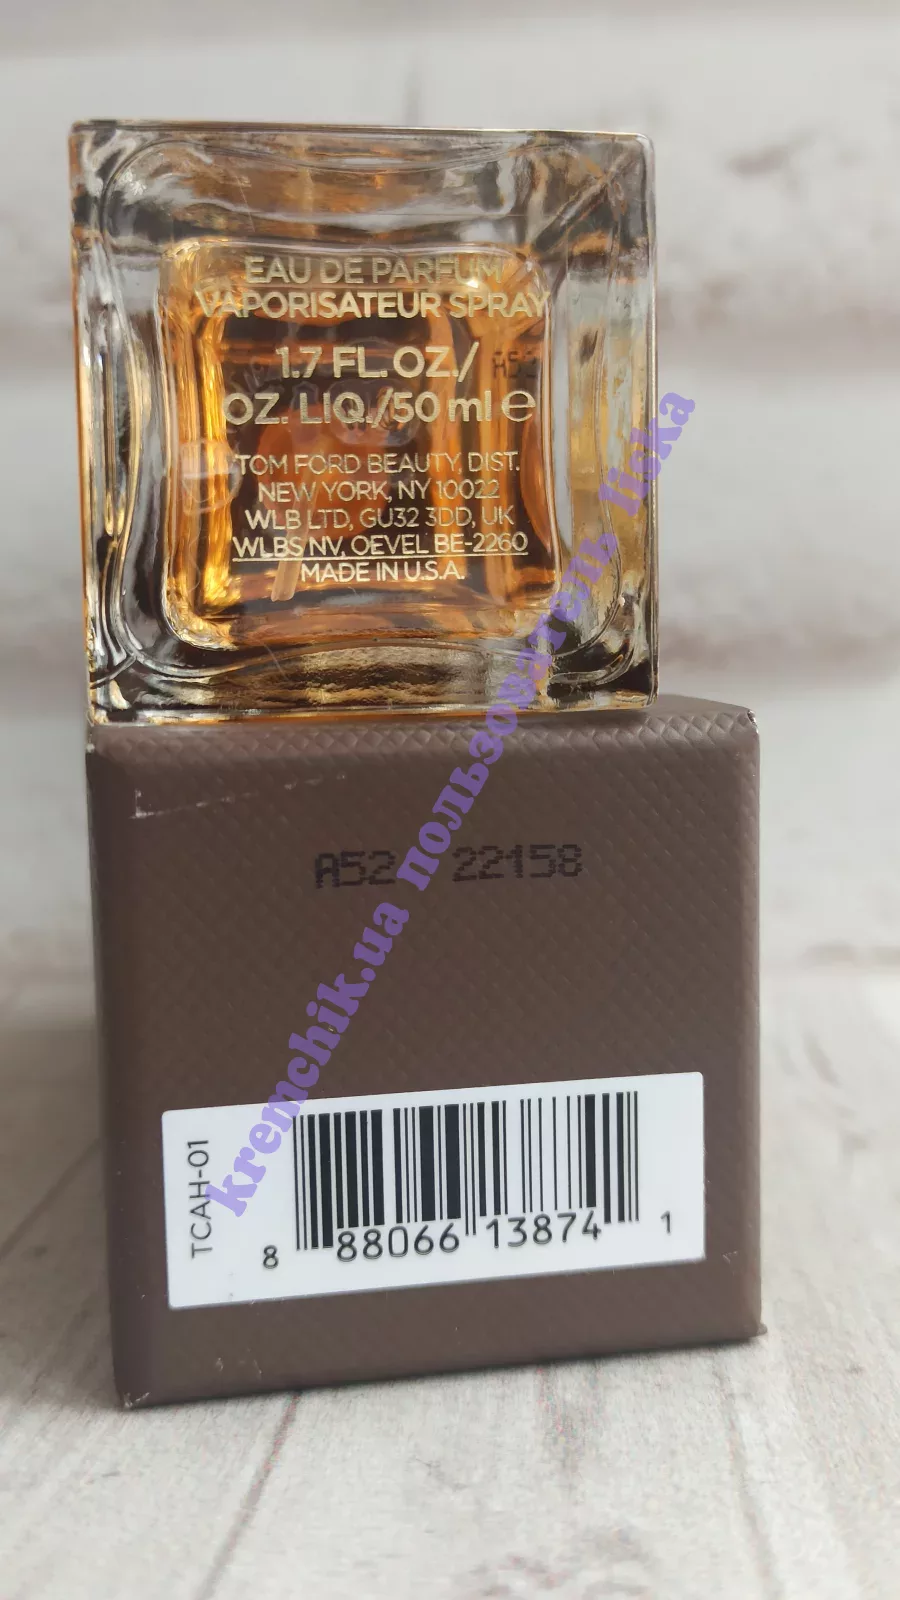 EAU DE PARFUM
VAPORISATEUR SPRAY
1.7 FL.OZ./
OZ. LIQ./50 ml e
A52
TOM FORD BEAUTY, DIST.
NEW YORK, NY 10022
WLB LTD, GU32 3DD, UK
WLBS NV, OEVEL BE-2260
MADE IN U.S.A.
A52 22158
TCAH-01
8 88066 13874 1
kremchik.ua пользователь liska